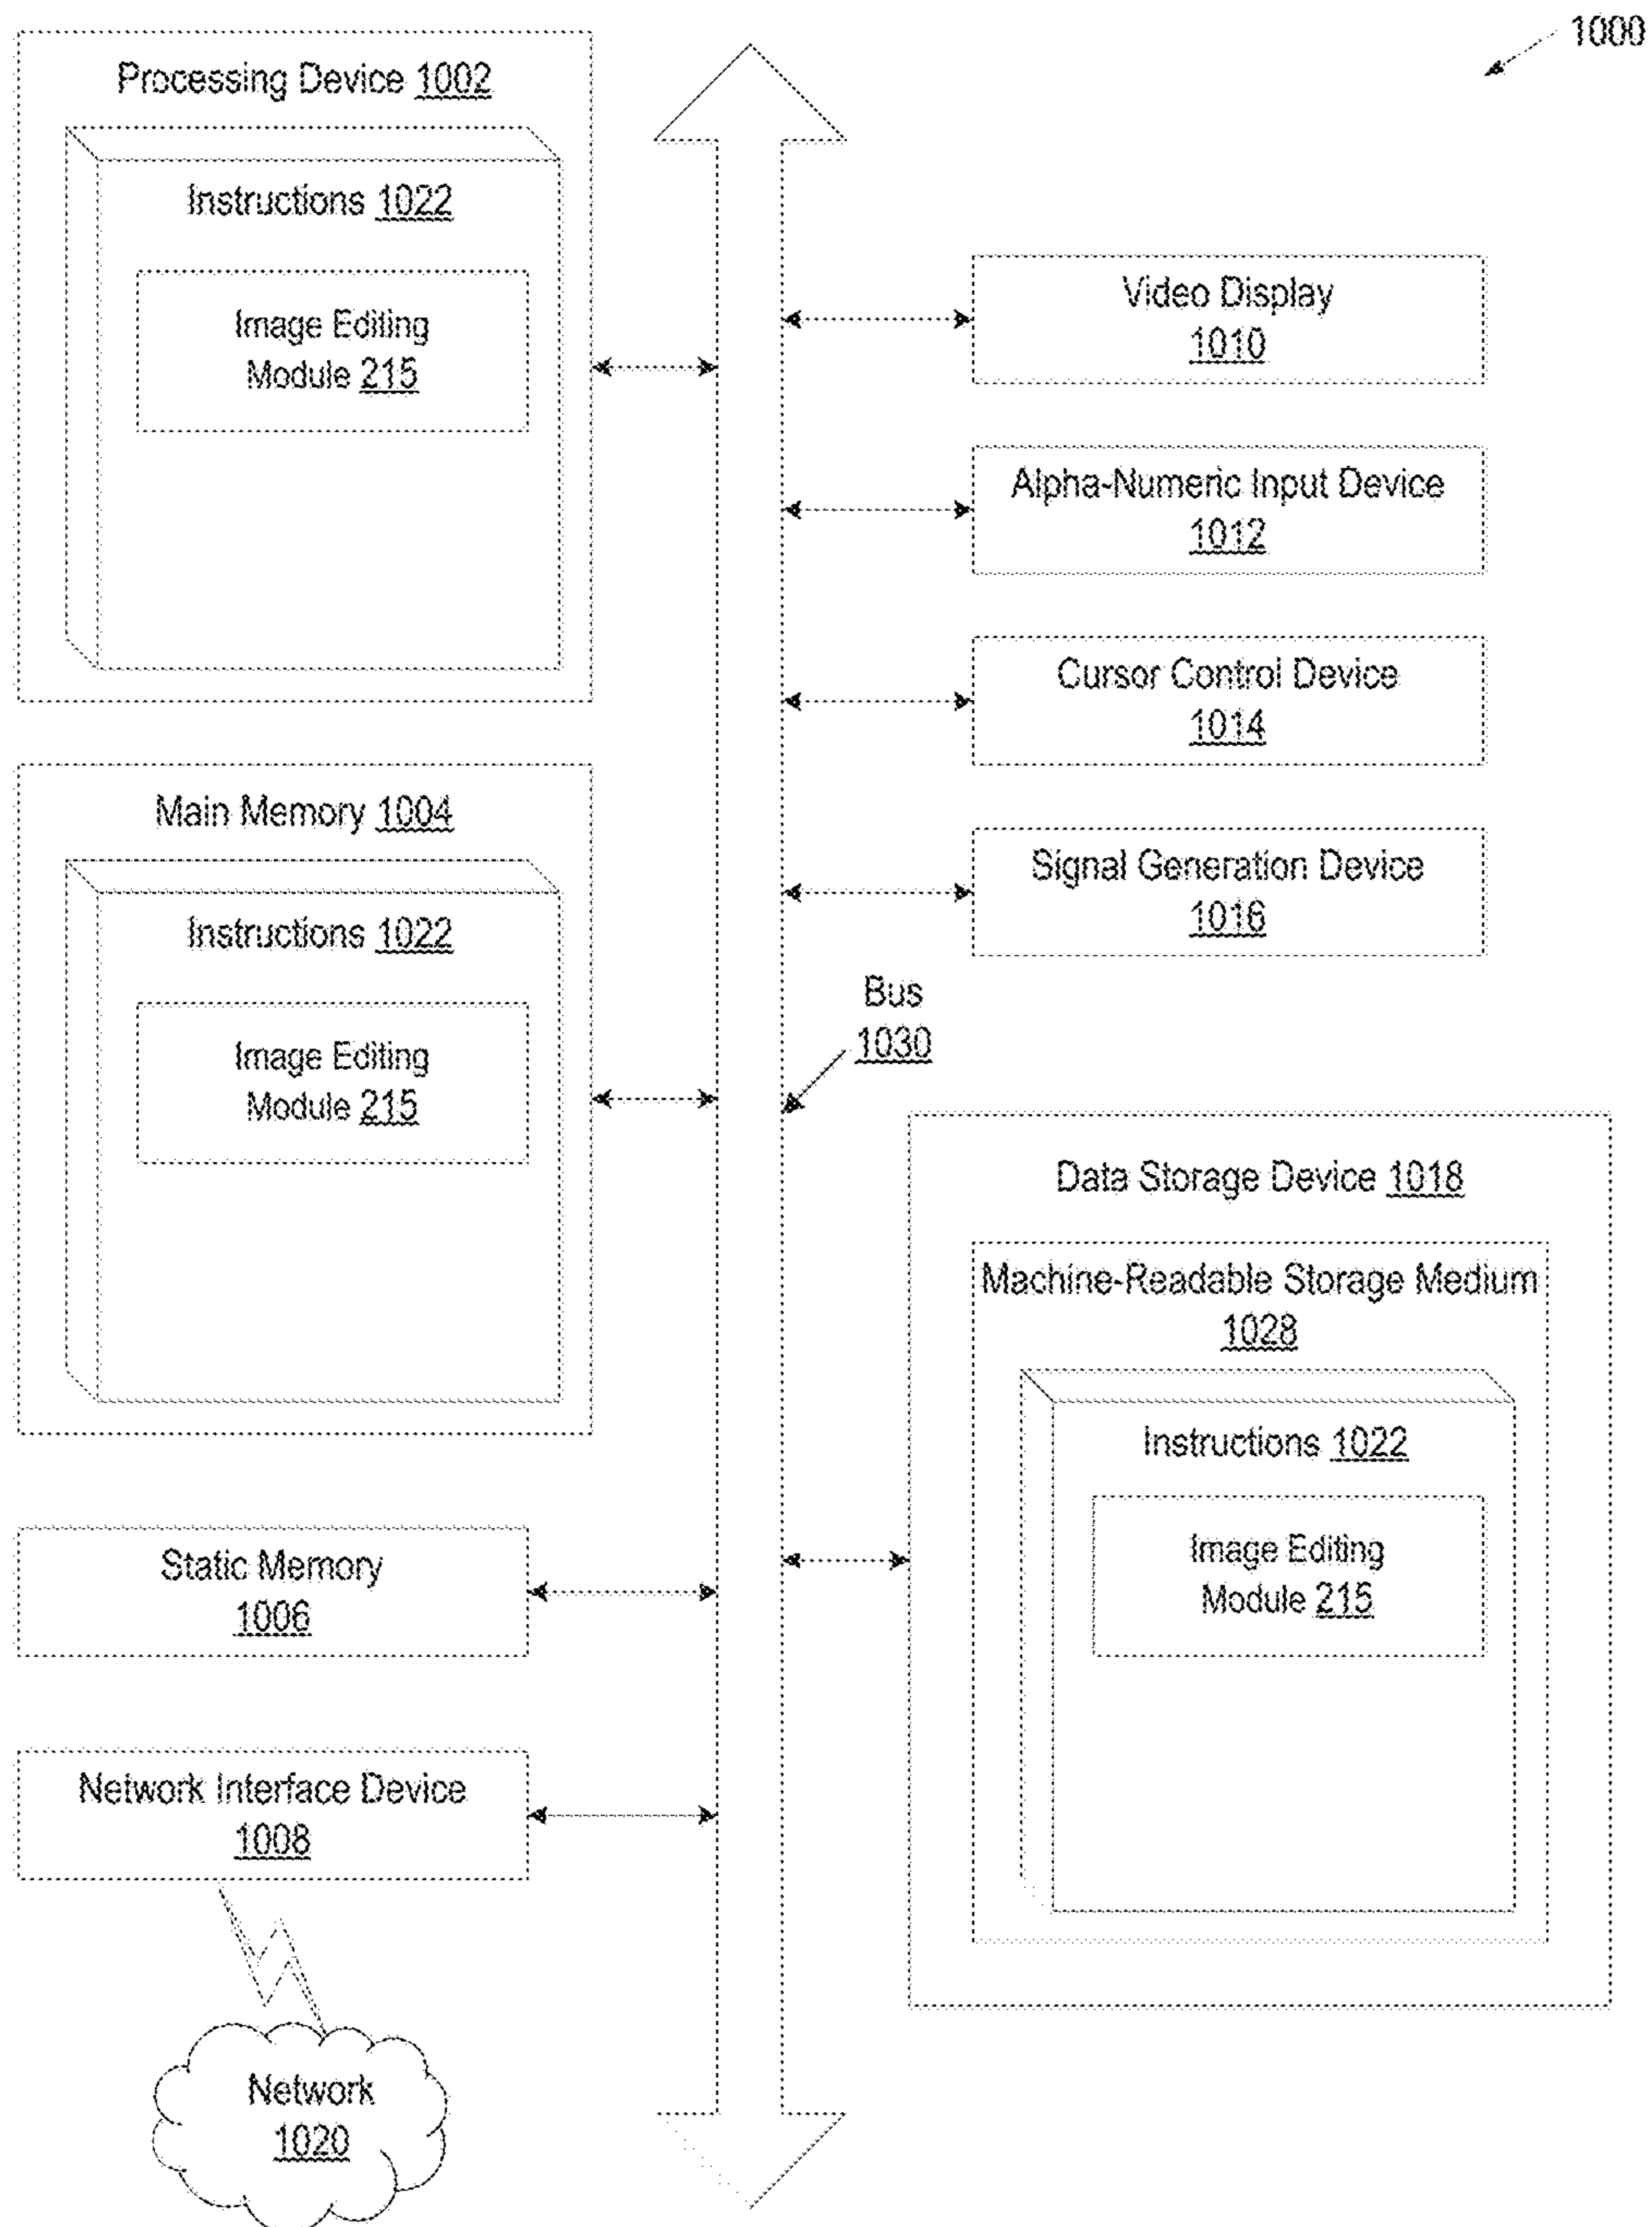 1000
Processing Device 1002
Instructions 1022
Image Editing
Module 215
Video Display
1010
Alpha-Numeric Input Device
1012
Cursor Control Device
1014
Main Memory 1004
Instructions 1022
Image Editing
Module 215
Signal Generation Device
1016
Bus
1030
Data Storage Device 1018
Machine-Readable Storage Medium
1028
Instructions 1022
Image Editing
Module 215
Static Memory
1006
Network Interface Device
1008
Network
1020